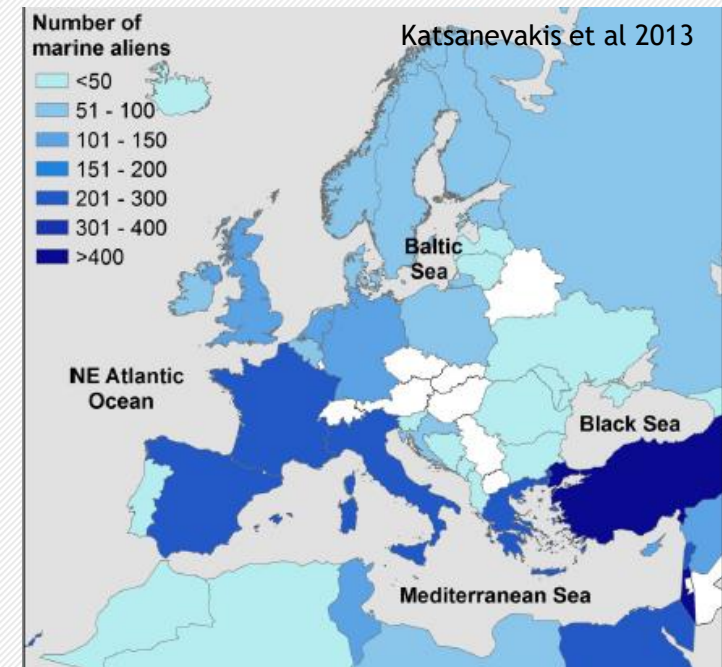 Number of
marine aliens
<50
51 - 100
101 - 150
151 - 200
201 - 300
301 - 400
>400
Katsanevakis et al 2013
Baltic
Sea
NE Atlantic
Ocean
Black Sea
Mediterranean Sea